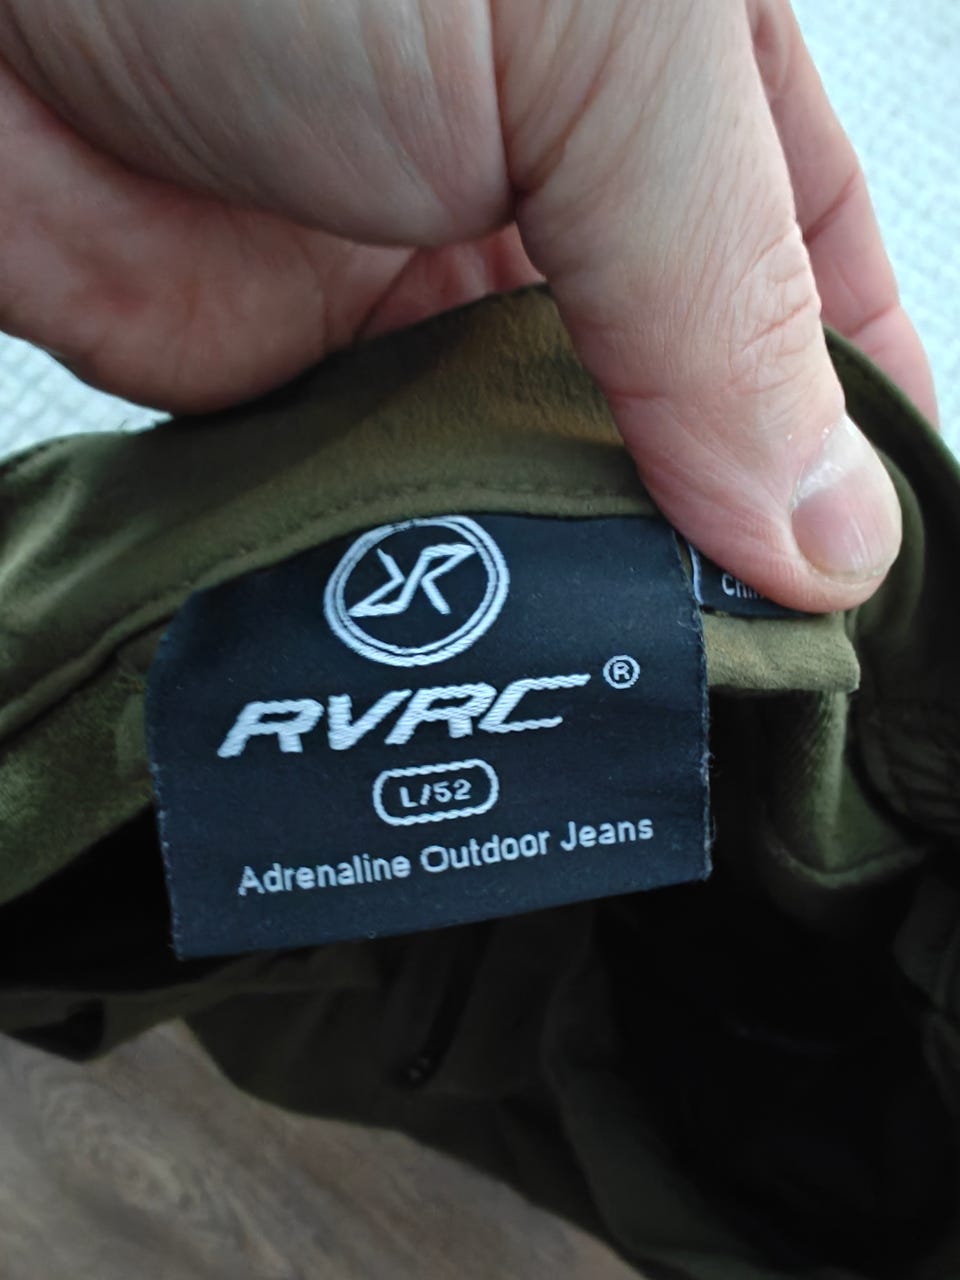 RVRC®
L/52
Adrenaline Outdoor Jeans